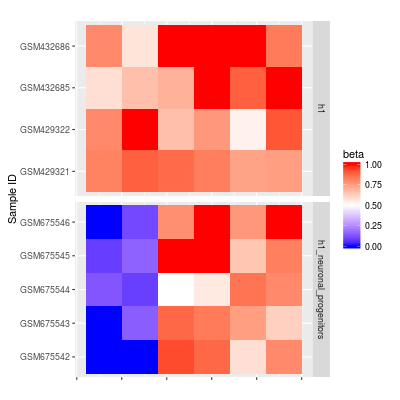 Sample ID
GSM432686
GSM432685
GSM429322
GSM429321
h1
GSM675546
GSM675545
GSM675544
GSM675543
GSM675542
h1_neuronal_progenitors
beta
1.00
0.75
0.50
0.25
0.00